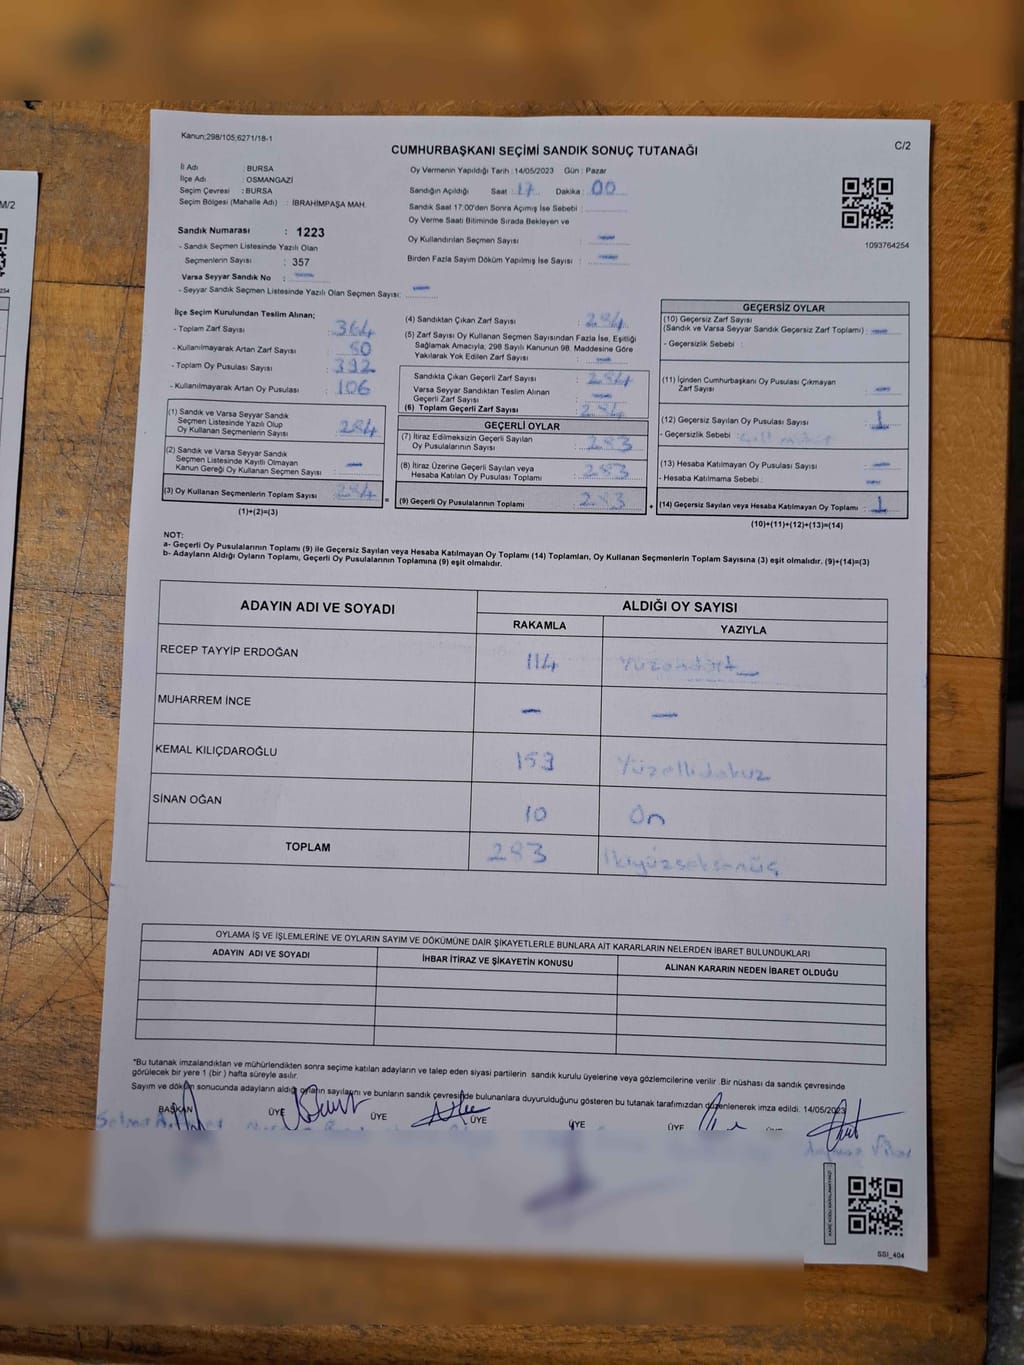 Kanun;298/105;6271/18-1
C/2
CUMHURBAŞKANI SEÇİMİ SANDIK SONUÇ TUTANAĞI
İl Adı : BURSA
İlçe Adı : OSMANGAZİ
Seçim Çevresi : BURSA
Seçim Bölgesi (Mahalle Adı) : İBRAHİMPAŞA MAH.
Sandık Numarası : 1223
- Sandık Seçmen Listesinde Yazılı Olan
Seçmenlerin Sayısı : 357
Varsa Seyyar Sandık No : —
- Seyyar Sandık Seçmen Listesinde Yazılı Olan Seçmen Sayısı: —
Oy Vermenin Yapıldığı Tarih :14/05/2023 Gün : Pazar
Sandığın Açıldığı Saat : 17 Dakika : 00
Sandık Saat 17:00'den Sonra Açımış İse Sebebi :
Oy Verme Saati Bitiminde Sırada Bekleyen ve
Oy Kullandırılan Seçmen Sayısı : —
Birden Fazla Sayım Döküm Yapılmış İse Sayısı : —
1093764254
İlçe Seçim Kurulundan Teslim Alınan;
- Toplam Zarf Sayısı : 364
- Kullanılmayarak Artan Zarf Sayısı : 80
- Toplam Oy Pusulası Sayısı : 392
- Kullanılmayarak Artan Oy Pusulası : 106
(1) Sandık ve Varsa Seyyar Sandık
Seçmen Listesinde Yazılı Olup
Oy Kullanan Seçmenlerin Sayısı : 284
(2) Sandık ve Varsa Seyyar Sandık
Seçmen Listesinde Kayıtlı Olmayan
Kanun Gereği Oy Kullanan Seçmen Sayısı : —
(3) Oy Kullanan Seçmenlerin Toplam Sayısı : 284
(1)+(2)=(3)
=
(4) Sandıktan Çıkan Zarf Sayısı : 284
(5) Zarf Sayısı Oy Kullanan Seçmen Sayısından Fazla İse, Eşitliği
Sağlamak Amacıyla, 298 Sayılı Kanunun 98. Maddesine Göre
Yakılarak Yok Edilen Zarf Sayısı : —
Sandıkta Çıkan Geçerli Zarf Sayısı : 284
Varsa Seyyar Sandıktan Teslim Alınan
Geçerli Zarf Sayısı : —
(6) Toplam Geçerli Zarf Sayısı : 284
GEÇERLİ OYLAR
(7) İtiraz Edilmeksizin Geçerli Sayılan
Oy Pusulalarının Sayısı : 283
(8) İtiraz Üzerine Geçerli Sayılan veya
Hesaba Katılan Oy Pusulası Toplamı : 283
(9) Geçerli Oy Pusulalarının Toplamı : 283
+
GEÇERSİZ OYLAR
(10) Geçersiz Zarf Sayısı
(Sandık ve Varsa Seyyar Sandık Geçersiz Zarf Toplamı) : —
- Geçersizlik Sebebi :
(11) İçinden Cumhurbaşkanı Oy Pusulası Çıkmayan
Zarf Sayısı : —
(12) Geçersiz Sayılan Oy Pusulası Sayısı : 1
- Geçersizlik Sebebi :
(13) Hesaba Katılmayan Oy Pusulası Sayısı : —
- Hesaba Katılmama Sebebi : —
(14) Geçersiz Sayılan veya Hesaba Katılmayan Oy Toplamı : 1
(10)+(11)+(12)+(13)=(14)
NOT:
a- Geçerli Oy Pusulalarının Toplamı (9) ile Geçersiz Sayılan veya Hesaba Katılmayan Oy Toplamı (14) Toplamları, Oy Kullanan Seçmenlerin Toplam Sayısına (3) eşit olmalıdır. (9)+(14)=(3)
b- Adayların Aldığı Oyların Toplamı, Geçerli Oy Pusulalarının Toplamına (9) eşit olmalıdır.
ADAYIN ADI VE SOYADI ALDIĞI OY SAYISI
RAKAMLA YAZIYLA
RECEP TAYYİP ERDOĞAN 114 Yüzondört —
MUHARREM İNCE — —
KEMAL KILIÇDAROĞLU 159 Yüzellidokuz
SİNAN OĞAN 10 On
TOPLAM 283 İkiyüzseksenüç
OYLAMA İŞ VE İŞLEMLERİNE VE OYLARIN SAYIM VE DÖKÜMÜNE DAİR ŞİKAYETLERLE BUNLARA AİT KARARLARIN NELERDEN İBARET BULUNDUKLARI
ADAYIN ADI VE SOYADI İHBAR İTİRAZ VE ŞİKAYETİN KONUSU ALINAN KARARIN NEDEN İBARET OLDUĞU
*Bu tutanak imzalandıktan ve mühürlendikten sonra seçime katılan adayların ve talep eden siyasi partilerin sandık kurulu üyelerine veya gözlemcilerine verilir. Bir nüshası da sandık çevresinde
görülecek bir yere 1 (bir ) hafta süreyle asılır.
Sayım ve döküm sonucunda adayların aldığı oyların sayılarını ve bunların sandık çevresinde bulunanlara duyurulduğunu gösteren bu tutanak tarafımızdan düzenlenerek imza edildi. 14/05/2023
BAŞKAN ÜYE ÜYE ÜYE ÜYE ÜYE
SSI_404
M/2